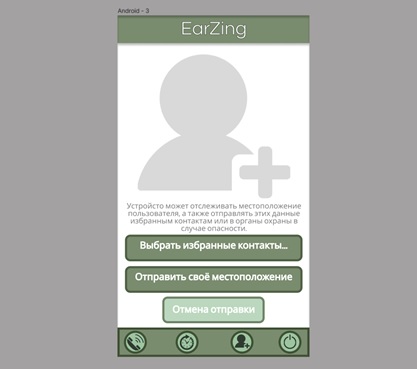 Android - 3
EarZing
Устройсто может отслеживать местоположение
пользователя, а также отправлять этих данные
избранным контактам или в органы охраны в
случае опасности.
Выбрать избранные контакты...
Отправить своё местоположение
Отмена отправки